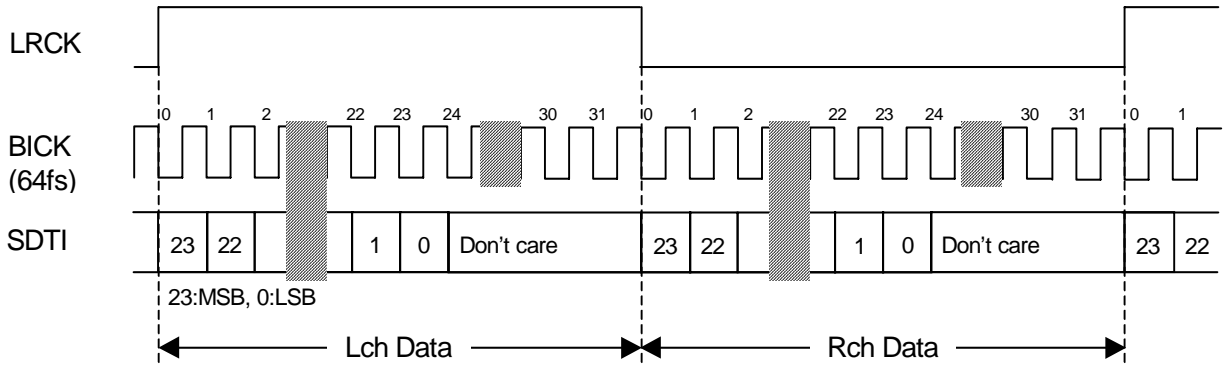 LRCK
0 1 2 22 23 24 30 31 0 1 2 22 23 24 30 31 0 1
BICK
(64fs)
SDTI 23 22 1 0 Don't care 23 22 1 0 Don't care 23 22
23:MSB, 0:LSB
Lch Data Rch Data